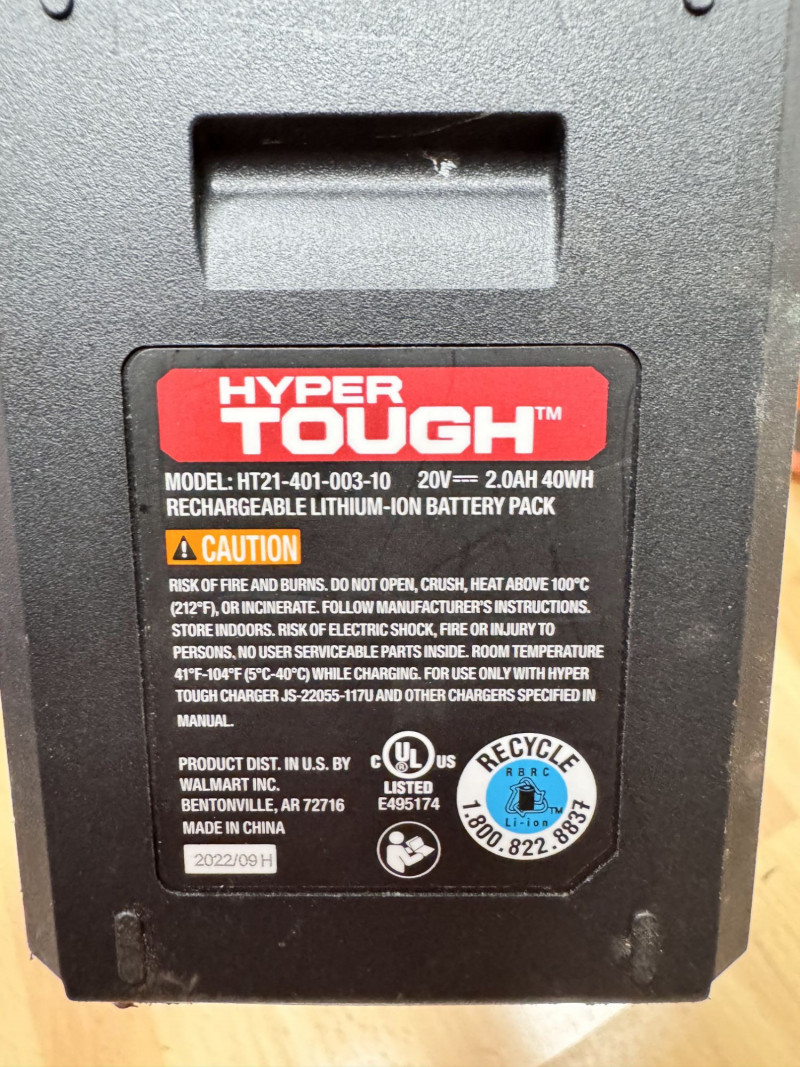 HYPER
TOUGH™
MODEL: HT21-401-003-10 20V⎓ 2.0AH 40WH
RECHARGEABLE LITHIUM-ION BATTERY PACK
CAUTION
RISK OF FIRE AND BURNS. DO NOT OPEN, CRUSH, HEAT ABOVE 100°C
(212°F), OR INCINERATE. FOLLOW MANUFACTURER'S INSTRUCTIONS.
STORE INDOORS. RISK OF ELECTRIC SHOCK, FIRE OR INJURY TO
PERSONS, NO USER SERVICEABLE PARTS INSIDE. ROOM TEMPERATURE
41°F-104°F (5°C-40°C) WHILE CHARGING. FOR USE ONLY WITH HYPER
TOUGH CHARGER JS-22055-117U AND OTHER CHARGERS SPECIFIED IN
MANUAL.
PRODUCT DIST. IN U.S. BY
WALMART INC.
BENTONVILLE, AR 72716
MADE IN CHINA
2022/09 H
C UL ® US
LISTED
E495174
RECYCLE
RBRC
TM
Li-ion
1.800.822.8837